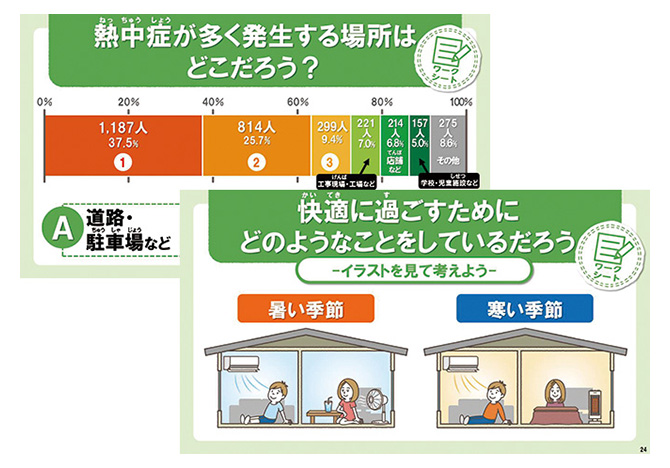 ねっ ちゅう しょう
熱中症が多く発生する場所は
どこだろう？
ワーク
シート
0% 20% 40% 60% 80% 100%
1,187人 37.5% 1
814人 25.7% 2
299人 9.4% 3
221人 7.0%
214人 6.8% てんぽ 店舗など
157人 5.0%
275人 8.6% その他
げんば
工事現場・工場など
しせつ
学校・児童施設など
A
道路・
ちゅう しゃ じょう
駐車場など
かい てき す
快適に過ごすために
どのようなことをしているだろう
ワーク
シート
-イラストを見て考えよう-
暑い季節
寒い季節
24